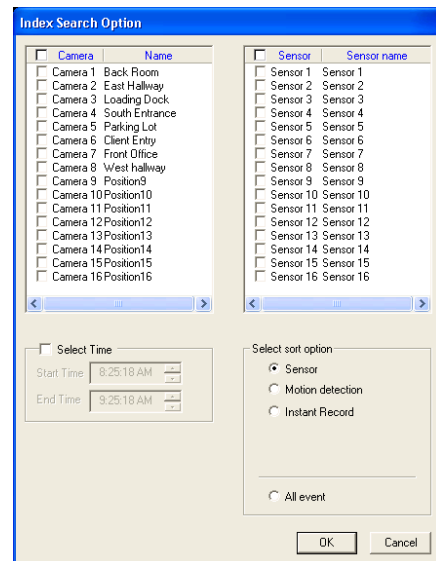 Index Search Option
Camera Name
Camera 1 Back Room
Camera 2 East Hallway
Camera 3 Loading Dock
Camera 4 South Entrance
Camera 5 Parking Lot
Camera 6 Client Entry
Camera 7 Front Office
Camera 8 West hallway
Camera 9 Position9
Camera 10 Position10
Camera 11 Position11
Camera 12 Position12
Camera 13 Position13
Camera 14 Position14
Camera 15 Position15
Camera 16 Position16
Sensor Sensor name
Sensor 1 Sensor 1
Sensor 2 Sensor 2
Sensor 3 Sensor 3
Sensor 4 Sensor 4
Sensor 5 Sensor 5
Sensor 6 Sensor 6
Sensor 7 Sensor 7
Sensor 8 Sensor 8
Sensor 9 Sensor 9
Sensor 10 Sensor 10
Sensor 11 Sensor 11
Sensor 12 Sensor 12
Sensor 13 Sensor 13
Sensor 14 Sensor 14
Sensor 15 Sensor 15
Sensor 16 Sensor 16
Select Time
Start Time 8:25:18 AM
End Time 9:25:18 AM
Select sort option
Sensor
Motion detection
Instant Record
All event
OK Cancel